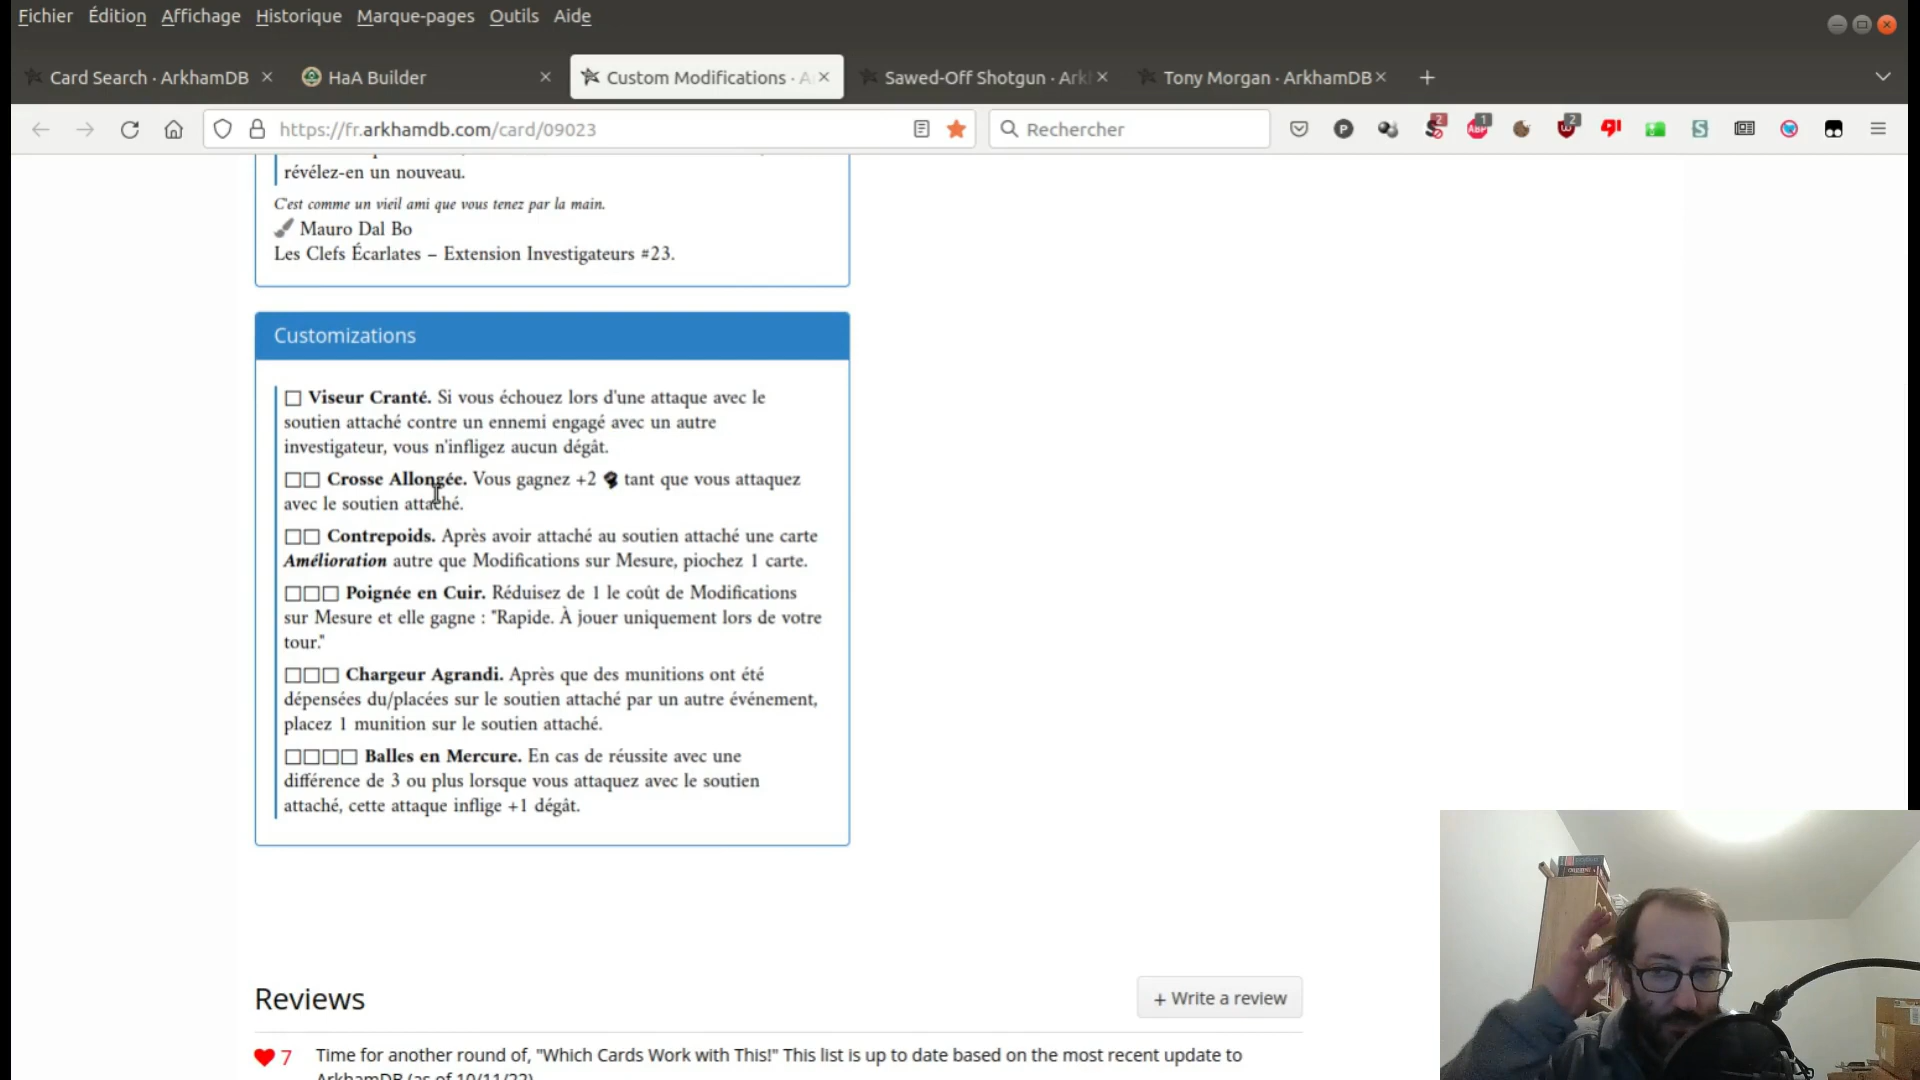 Fichier Édition Affichage Historique Marque-pages Outils Aide
Card Search · ArkhamDB
HaA Builder
Custom Modifications · A
Sawed-Off Shotgun · Ark
Tony Morgan · ArkhamDB
https://fr.arkhamdb.com/card/09023
Rechercher
révélez-en un nouveau.
C'est comme un vieil ami que vous tenez par la main.
Mauro Dal Bo
Les Clefs Écarlates – Extension Investigateurs #23.
Customizations
☐ Viseur Cranté. Si vous échouez lors d'une attaque avec le
soutien attaché contre un ennemi engagé avec un autre
investigateur, vous n'infligez aucun dégât.
☐☐ Crosse Allongée. Vous gagnez +2 tant que vous attaquez
avec le soutien attaché.
☐☐ Contrepoids. Après avoir attaché au soutien attaché une carte
Amélioration autre que Modifications sur Mesure, piochez 1 carte.
☐☐☐ Poignée en Cuir. Réduisez de 1 le coût de Modifications
sur Mesure et elle gagne : "Rapide. À jouer uniquement lors de votre
tour."
☐☐☐ Chargeur Agrandi. Après que des munitions ont été
dépensées du/placées sur le soutien attaché par un autre événement,
placez 1 munition sur le soutien attaché.
☐☐☐☐ Balles en Mercure. En cas de réussite avec une
différence de 3 ou plus lorsque vous attaquez avec le soutien
attaché, cette attaque inflige +1 dégât.
Reviews
+ Write a review
7 Time for another round of, "Which Cards Work with This!" This list is up to date based on the most recent update to
ArkhamDB (as of 10/11/22)